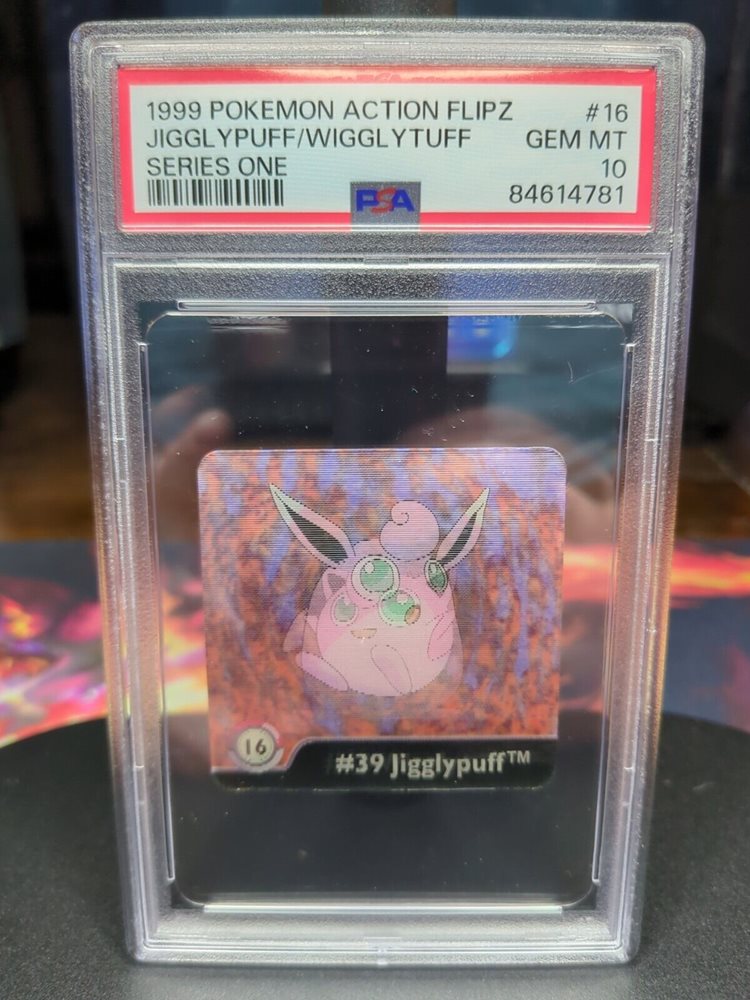 1999 POKEMON ACTION FLIPZ #16
JIGGLYPUFF/WIGGLYTUFF GEM MT
SERIES ONE 10
PSA 84614781
16
#39 Jigglypuff™